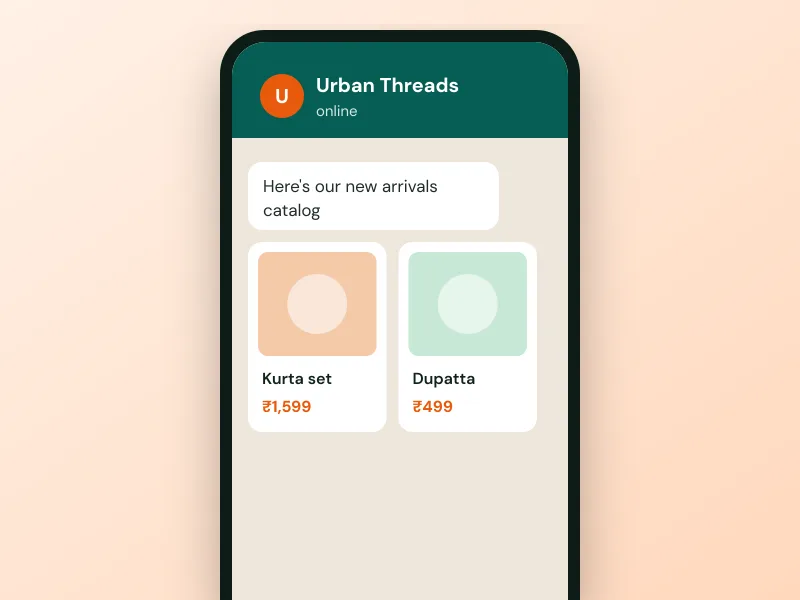 U
Urban Threads
online
Here's our new arrivals
catalog
Kurta set
₹1,599
Dupatta
₹499